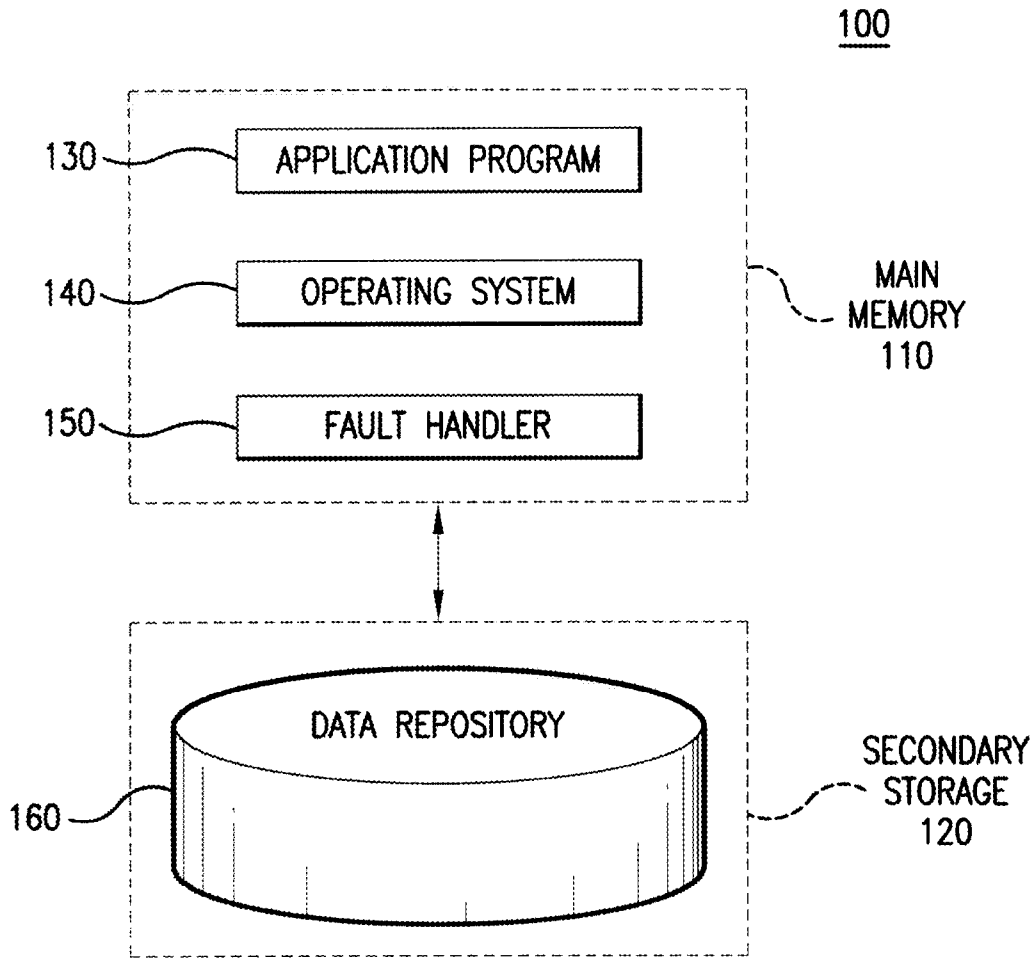 100
130
APPLICATION PROGRAM
140
OPERATING SYSTEM
MAIN
MEMORY
110
150
FAULT HANDLER
DATA REPOSITORY
160
SECONDARY
STORAGE
120